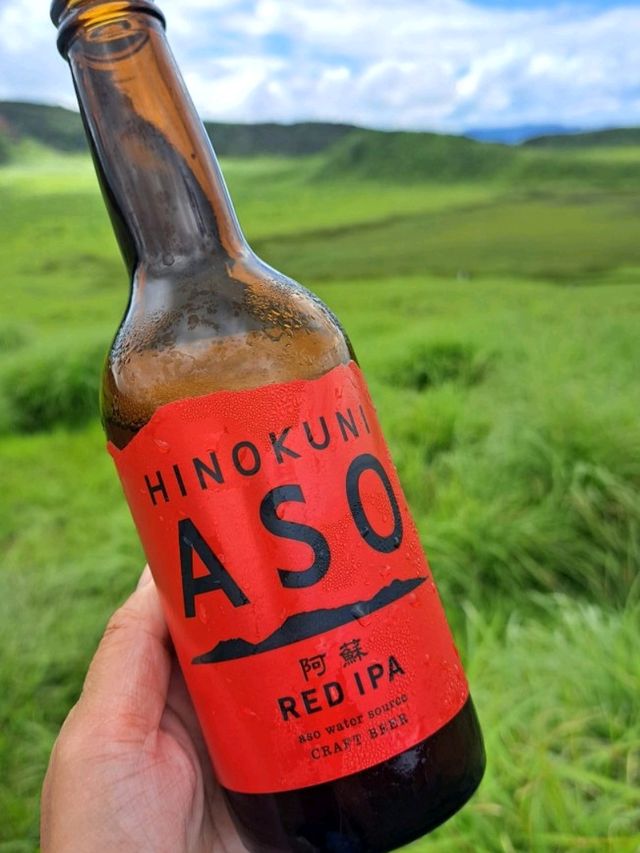 HINOKUNI
ASO
阿蘇
RED IPA
aso water source
CRAFT BEER